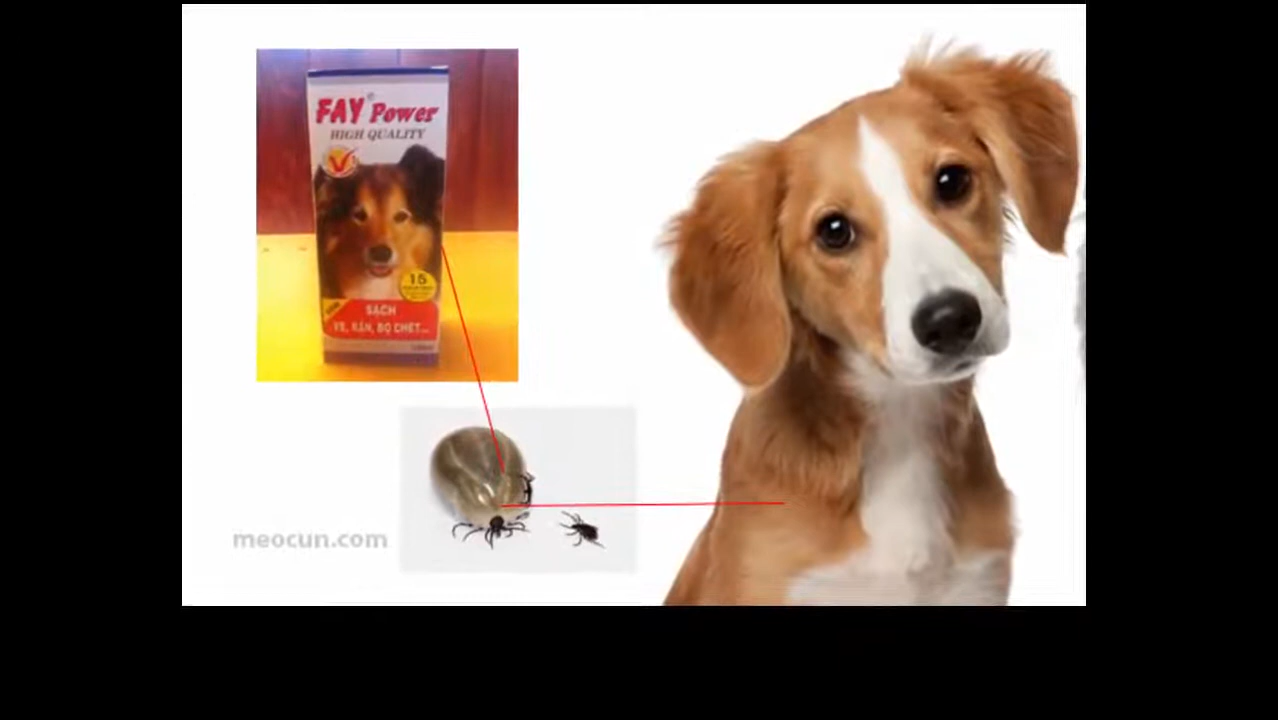 FAY® Power
HIGH QUALITY
15
SẠCH
VE, RẬN, BỌ CHÉT...
meocun.com